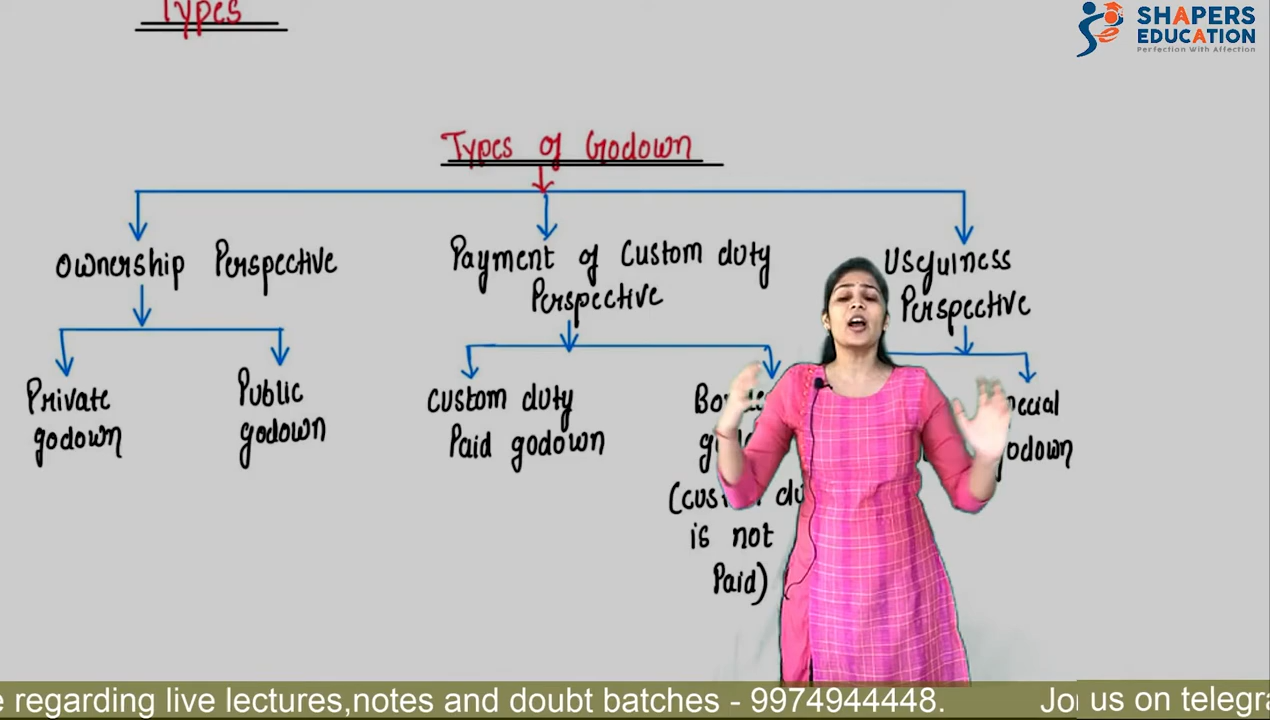 Types
SHAPERS
EDUCATION
Perfection With Affection
Types of Godown
Ownership Perspective
Payment of Custom duty
Perspective
Usefulness
Perspective
Private
godown
Public
godown
Custom duty
Paid godown
is not
Paid)
godown
regarding live lectures,notes and doubt batches - 9974944448.
us on